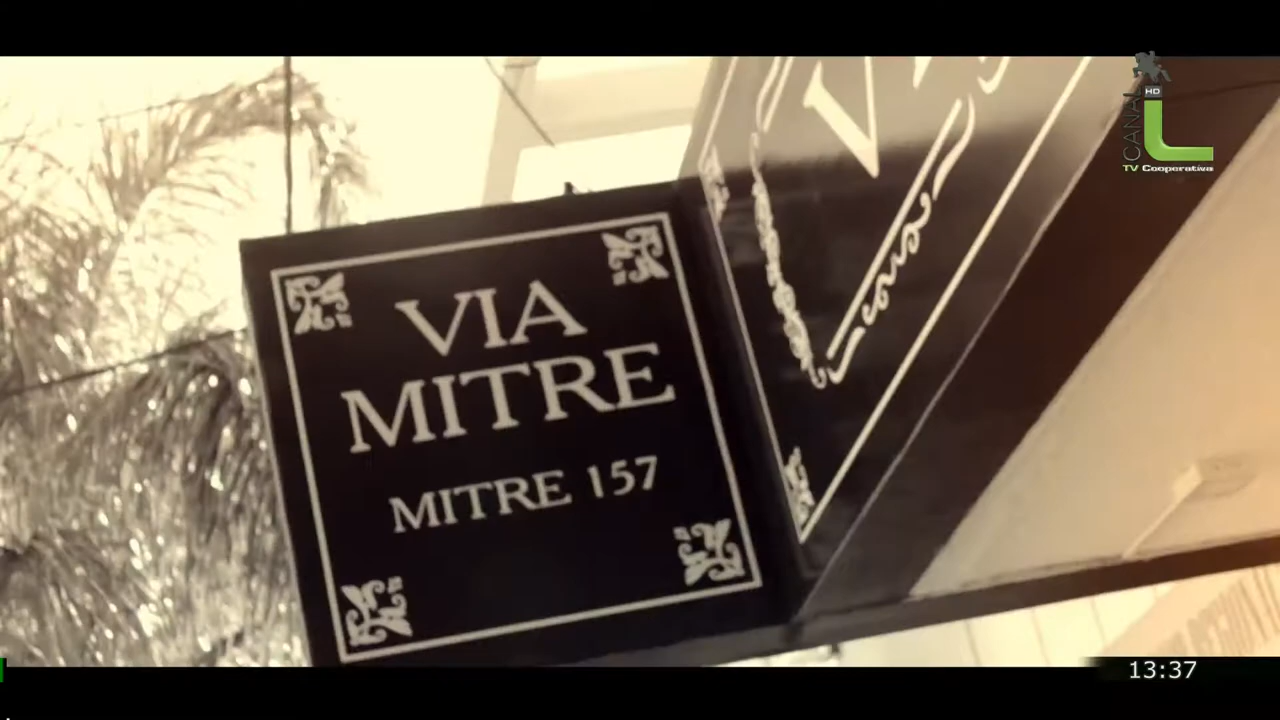 VIA
MITRE
MITRE 157
V
CANAL
HD
L
TV Cooperativa
13:37